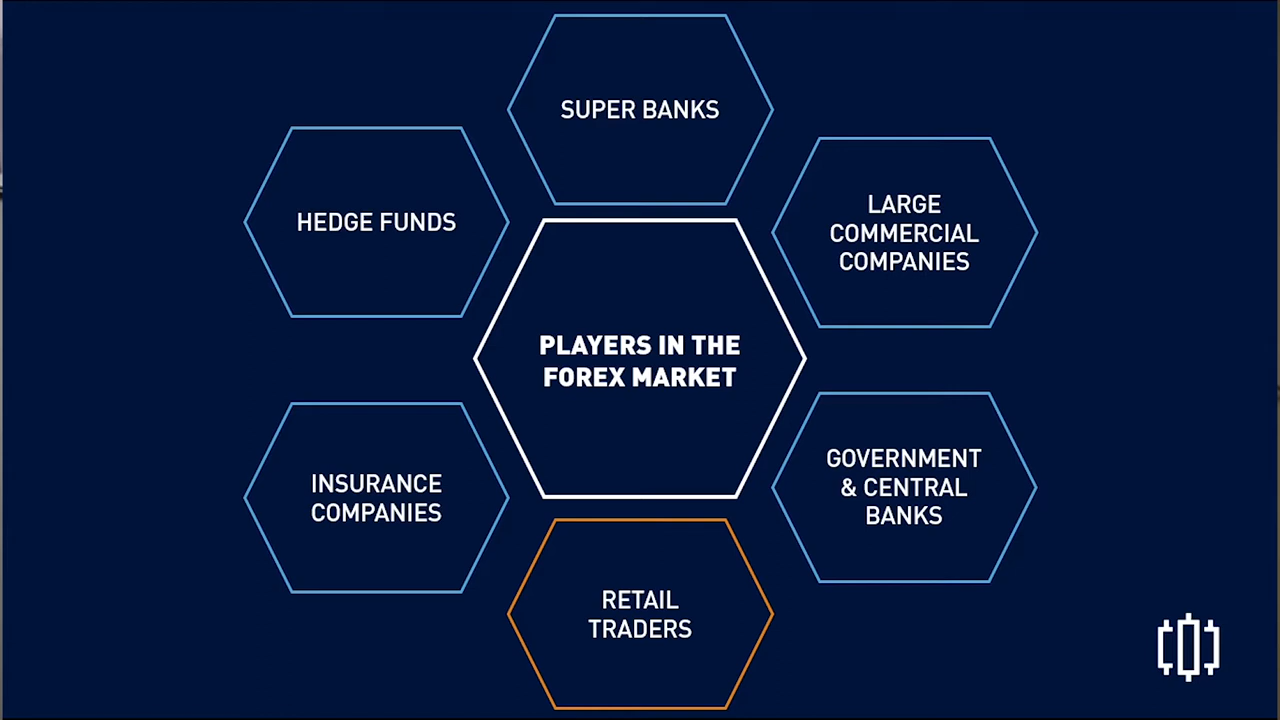 SUPER BANKS
HEDGE FUNDS
LARGE
COMMERCIAL
COMPANIES
PLAYERS IN THE
FOREX MARKET
INSURANCE
COMPANIES
GOVERNMENT
& CENTRAL
BANKS
RETAIL
TRADERS